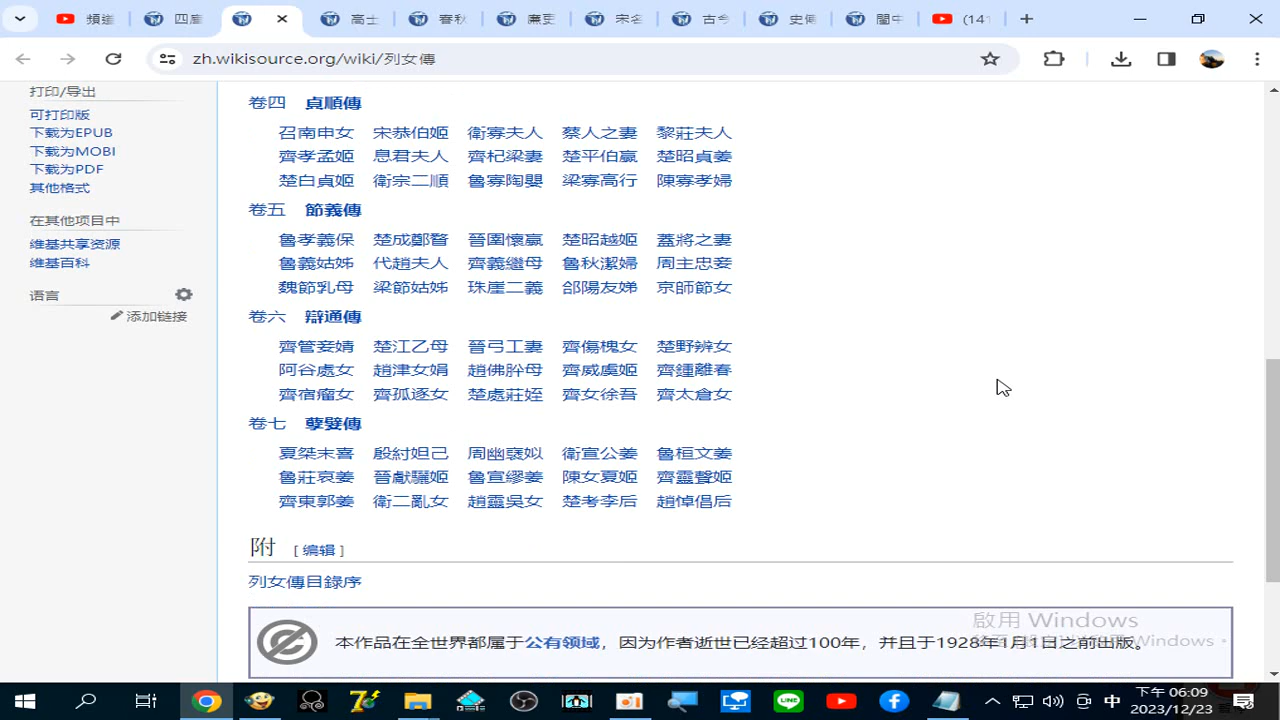 四庫
高士
春秋
宋名
古今
史傳
閩中
(14
zh.wikisource.org/wiki/列女傳
打印/导出
可打印版
下载为EPUB
下载为MOBI
下载为PDF
其他格式
在其他项目中
维基共享资源
维基百科
语言
添加链接
卷四 貞順傳
召南申女 宋恭伯姬 衛寡夫人 蔡人之妻 黎莊夫人
齊孝孟姬 息君夫人 齊杞梁妻 楚平伯嬴 楚昭貞姜
楚白貞姬 衛宗二順 魯寡陶嬰 梁寡高行 陳寡孝婦
卷五 節義傳
魯孝義保 楚成鄭瞀 晉圉懷嬴 楚昭越姬 蓋將之妻
魯義姑姊 代趙夫人 齊義繼母 魯秋潔婦 周主忠妾
魏節乳母 梁節姑姊 珠崖二義 郃陽友娣 京師節女
卷六 辯通傳
齊管妾婧 楚江乙母 晉弓工妻 齊傷槐女 楚野辨女
阿谷處女 趙津女娟 趙佛肸母 齊威虞姬 齊鍾離春
齊宿瘤女 齊孤逐女 楚處莊姪 齊女徐吾 齊太倉女
卷七 孽嬖傳
夏桀末喜 殷紂妲己 周幽褒姒 衛宣公姜 魯桓文姜
魯莊哀姜 晉獻驪姬 魯宣繆姜 陳女夏姬 齊靈聲姬
齊東郭姜 衛二亂女 趙靈吳女 楚考李后 趙悼倡后
附 [编辑]
列女傳目錄序
本作品在全世界都属于公有领域，因为作者逝世已经超过100年，并且于1928年1月1日之前出版。
啟用 Windows
中
下午 06:09
2023/12/23